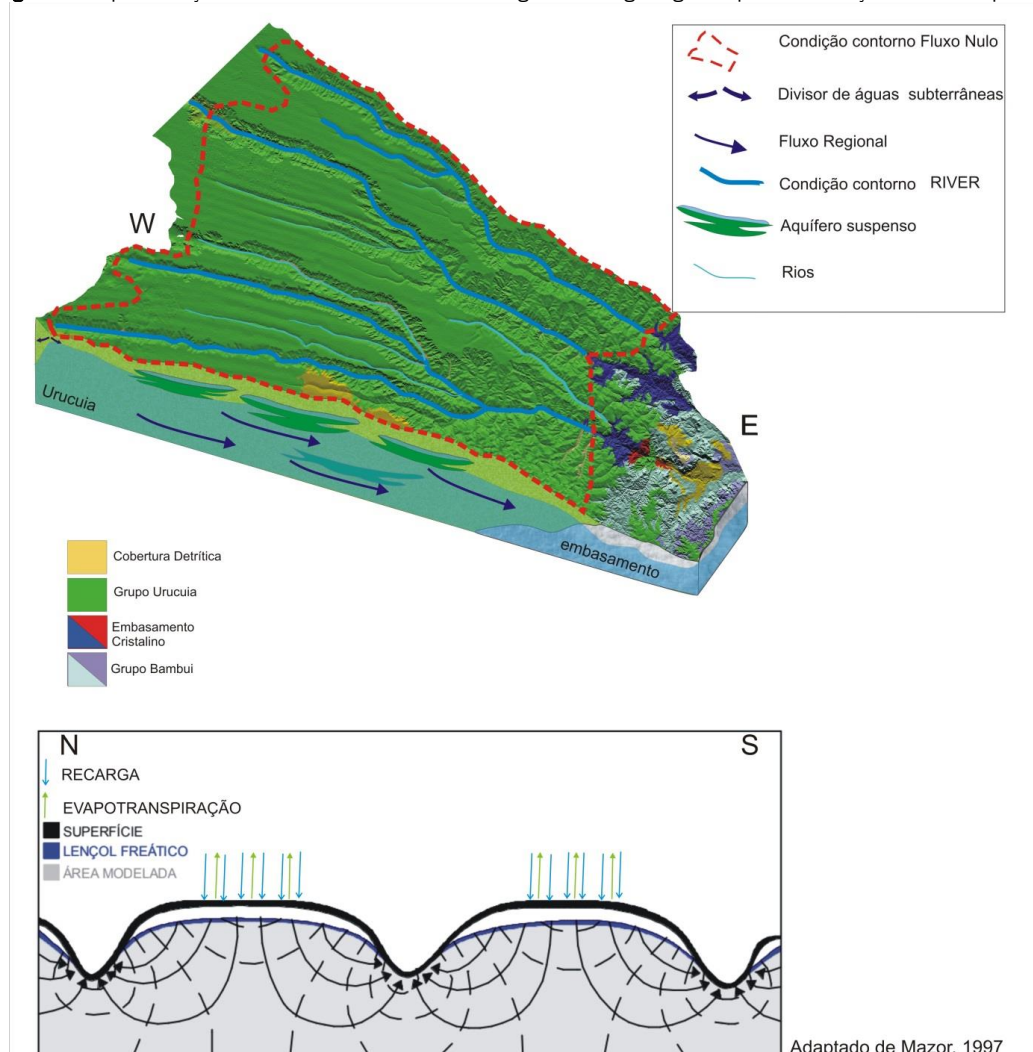 Condição contorno Fluxo Nulo
Divisor de águas subterrâneas
Fluxo Regional
Condição contorno RIVER
Aquífero suspenso
Rios
W
E
Urucuia
embasamento
Cobertura Detrítica
Grupo Urucuia
Embasamento
Cristalino
Grupo Bambui
N
S
RECARGA
EVAPOTRANSPIRAÇÃO
SUPERFÍCIE
LENÇOL FREÁTICO
ÁREA MODELADA
Adaptado de Mazor, 1997